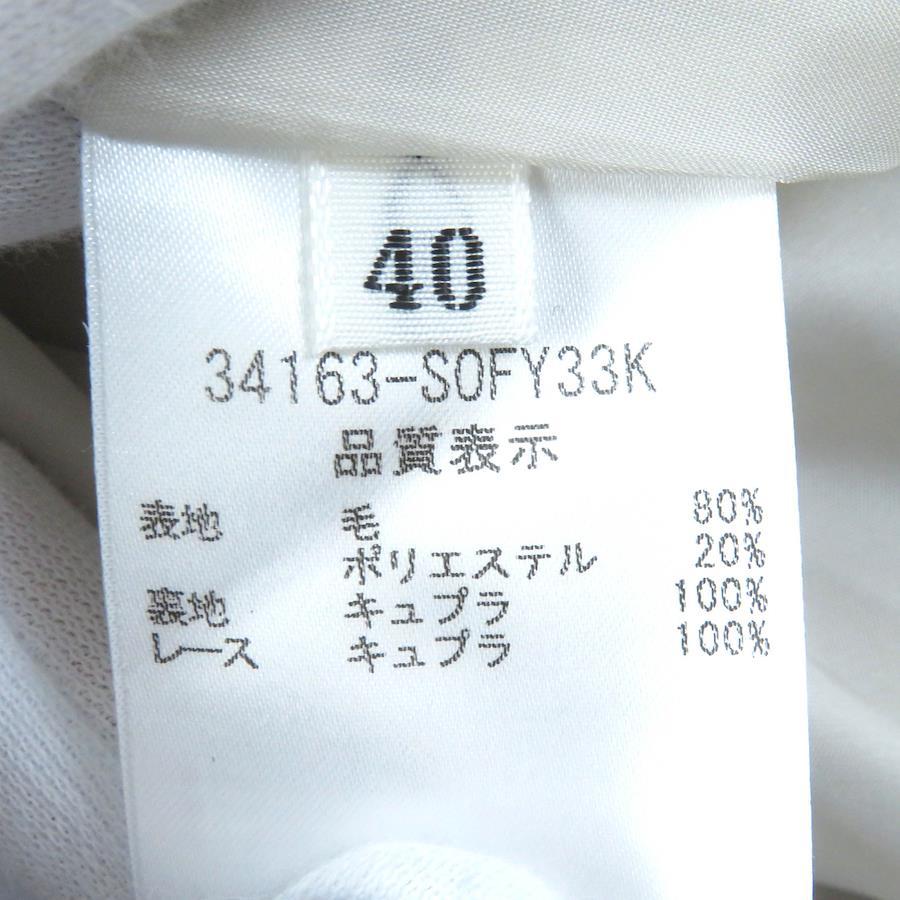 40
34163-S0FY33K
品質表示
表地 毛 80%
ポリエステル 20%
裏地 キュプラ 100%
レース キュプラ 100%